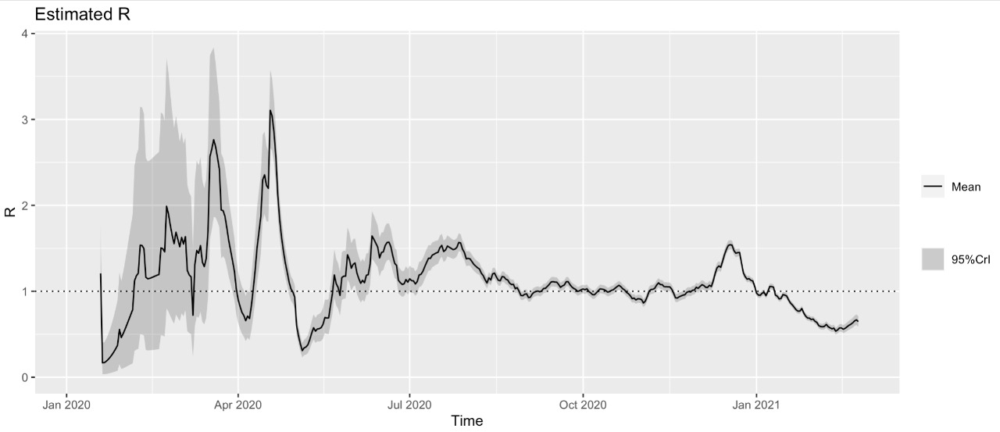 Estimated R
4
3
2
1
0
R
Jan 2020
Apr 2020
Jul 2020
Oct 2020
Jan 2021
Time
Mean
95%CrI